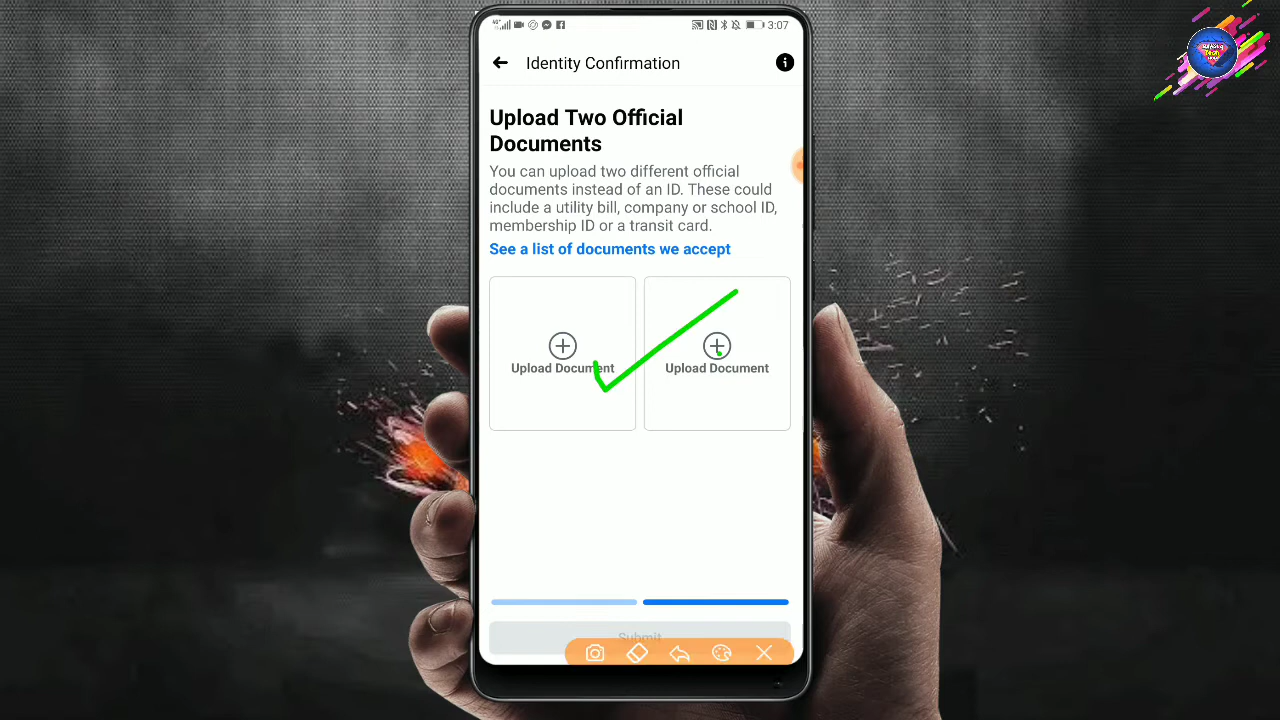 3:07
Identity Confirmation
Upload Two Official
Documents
You can upload two different official
documents instead of an ID. These could
include a utility bill, company or school ID,
membership ID or a transit card.
See a list of documents we accept
Upload Document
Upload Document
Submit